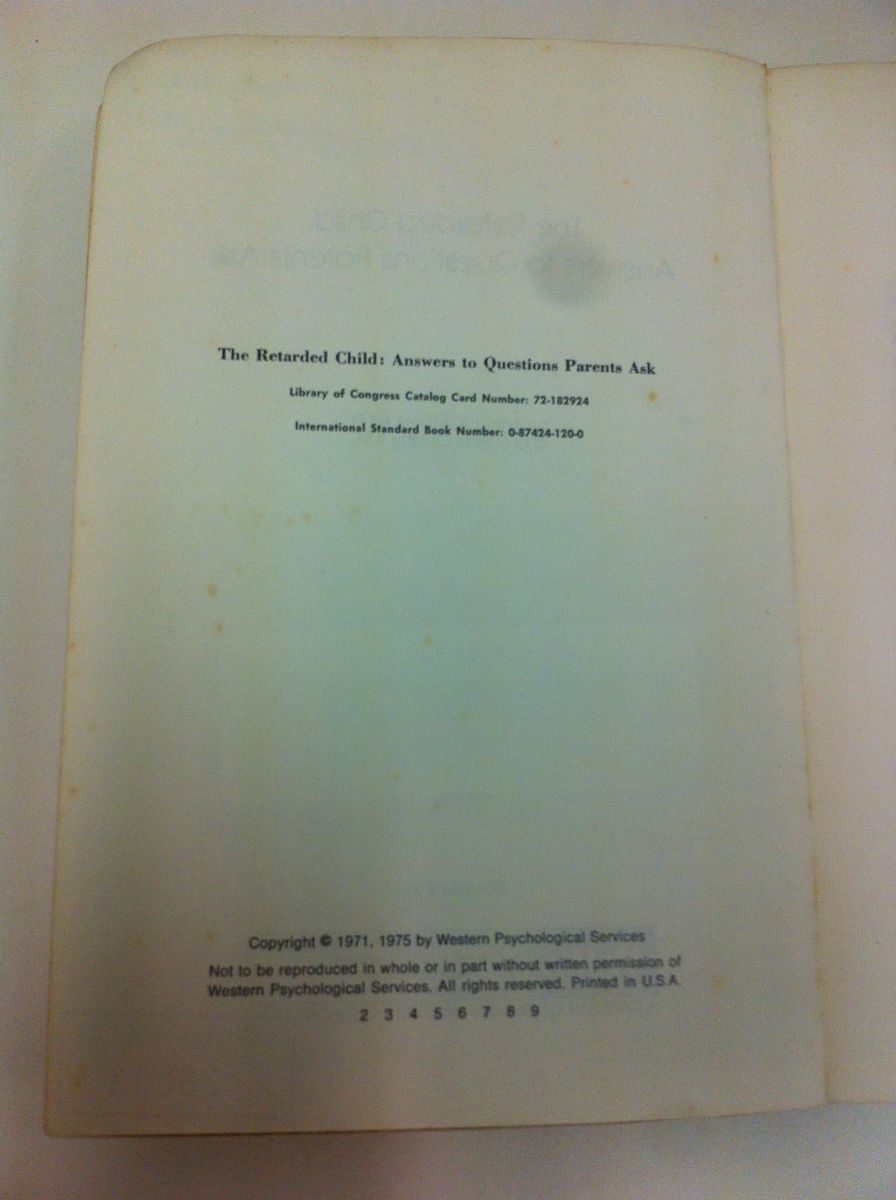 The Retarded Child: Answers to Questions Parents Ask
Library of Congress Catalog Card Number: 72-182924
International Standard Book Number: 0-87424-120-0
Copyright © 1971, 1975 by Western Psychological Services
Not to be reproduced in whole or in part without written permission of
Western Psychological Services. All rights reserved. Printed in U.S.A.
2 3 4 5 6 7 8 9